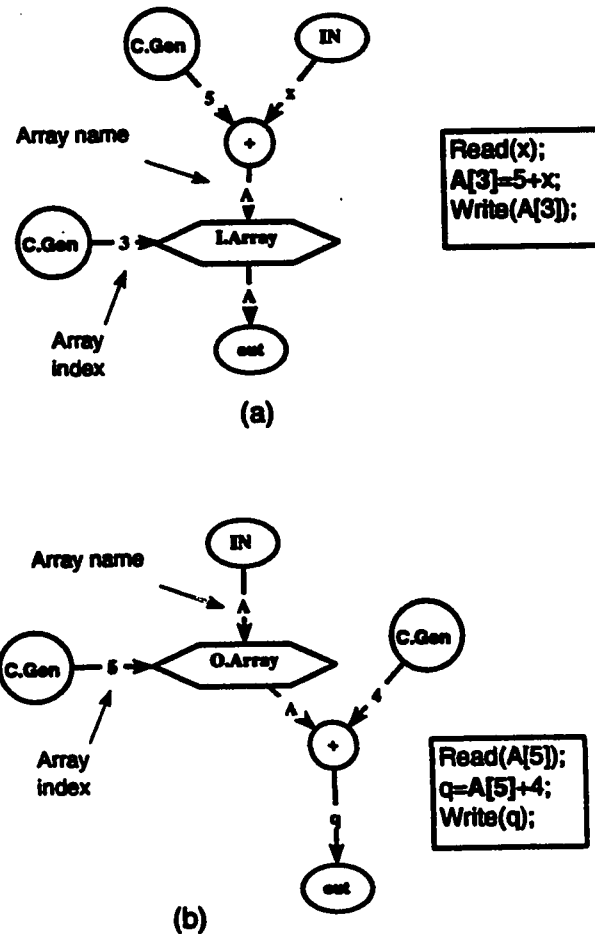 C.Gen
IN
5
x
Array name
+
A
Read(x);
A[3]=5+x;
Write(A[3]);
C.Gen
3
I.Array
A
Array
index
out
(a)
IN
Array name
A
C.Gen
C.Gen
5
O.Array
A
Array
index
+
Read(A[5]);
q=A[5]+4;
Write(q);
q
out
(b)